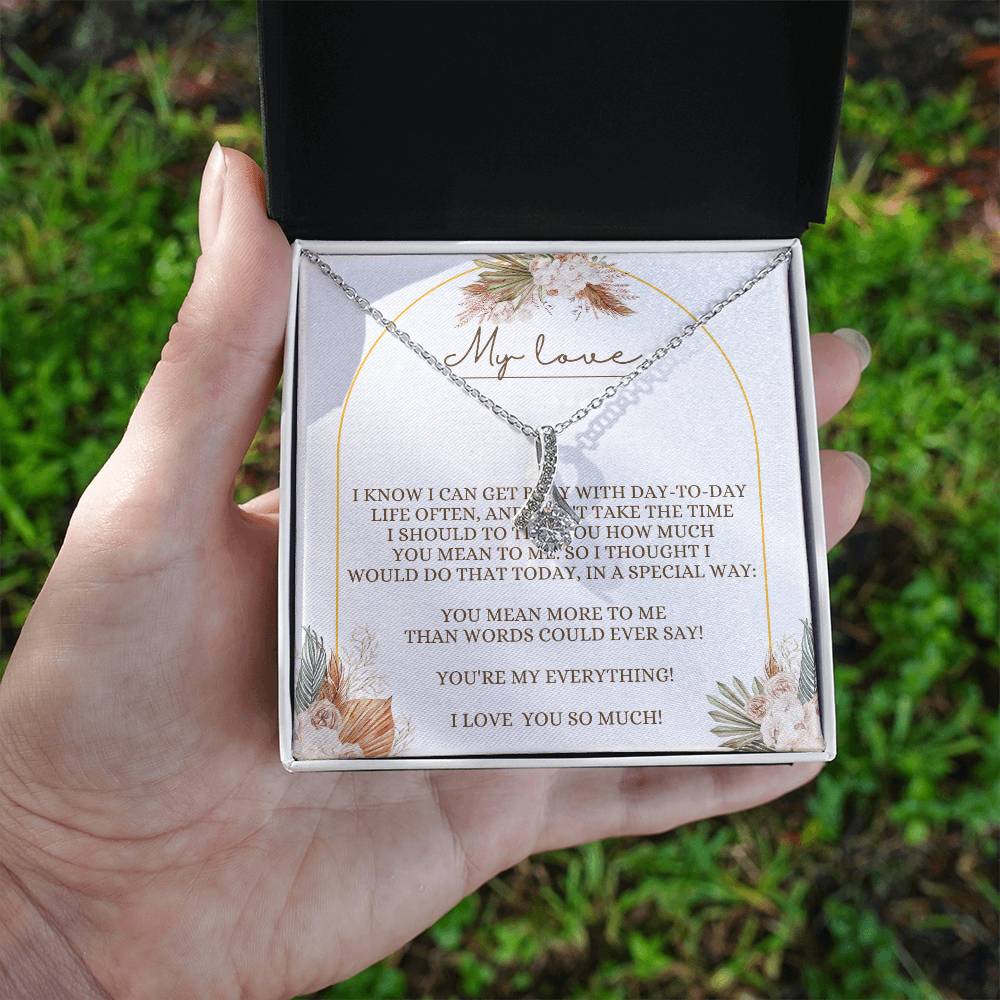 My love
I KNOW I CAN GET WITH DAY-TO-DAY
LIFE OFTEN, AND TAKE THE TIME
I SHOULD TO HOW MUCH
YOU MEAN TO ME. SO I THOUGHT I
WOULD DO THAT TODAY, IN A SPECIAL WAY:
YOU MEAN MORE TO ME
THAN WORDS COULD EVER SAY!
YOU'RE MY EVERYTHING!
I LOVE YOU SO MUCH!